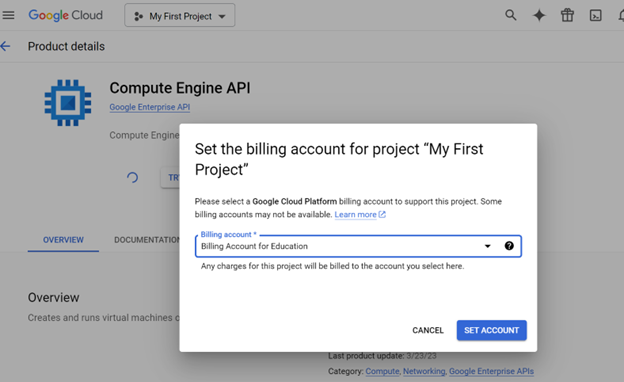 Google Cloud
My First Project
Product details
Compute Engine API
Google Enterprise API
Compute Engine
TR
OVERVIEW
DOCUMENTATION
Overview
Creates and runs virtual machines o
Set the billing account for project “My First
Project”
Please select a Google Cloud Platform billing account to support this project. Some
billing accounts may not be available. Learn more
Billing account *
Billing Account for Education
Any charges for this project will be billed to the account you select here.
CANCEL
SET ACCOUNT
Last product update: 3/23/23
Category: Compute, Networking, Google Enterprise APIs